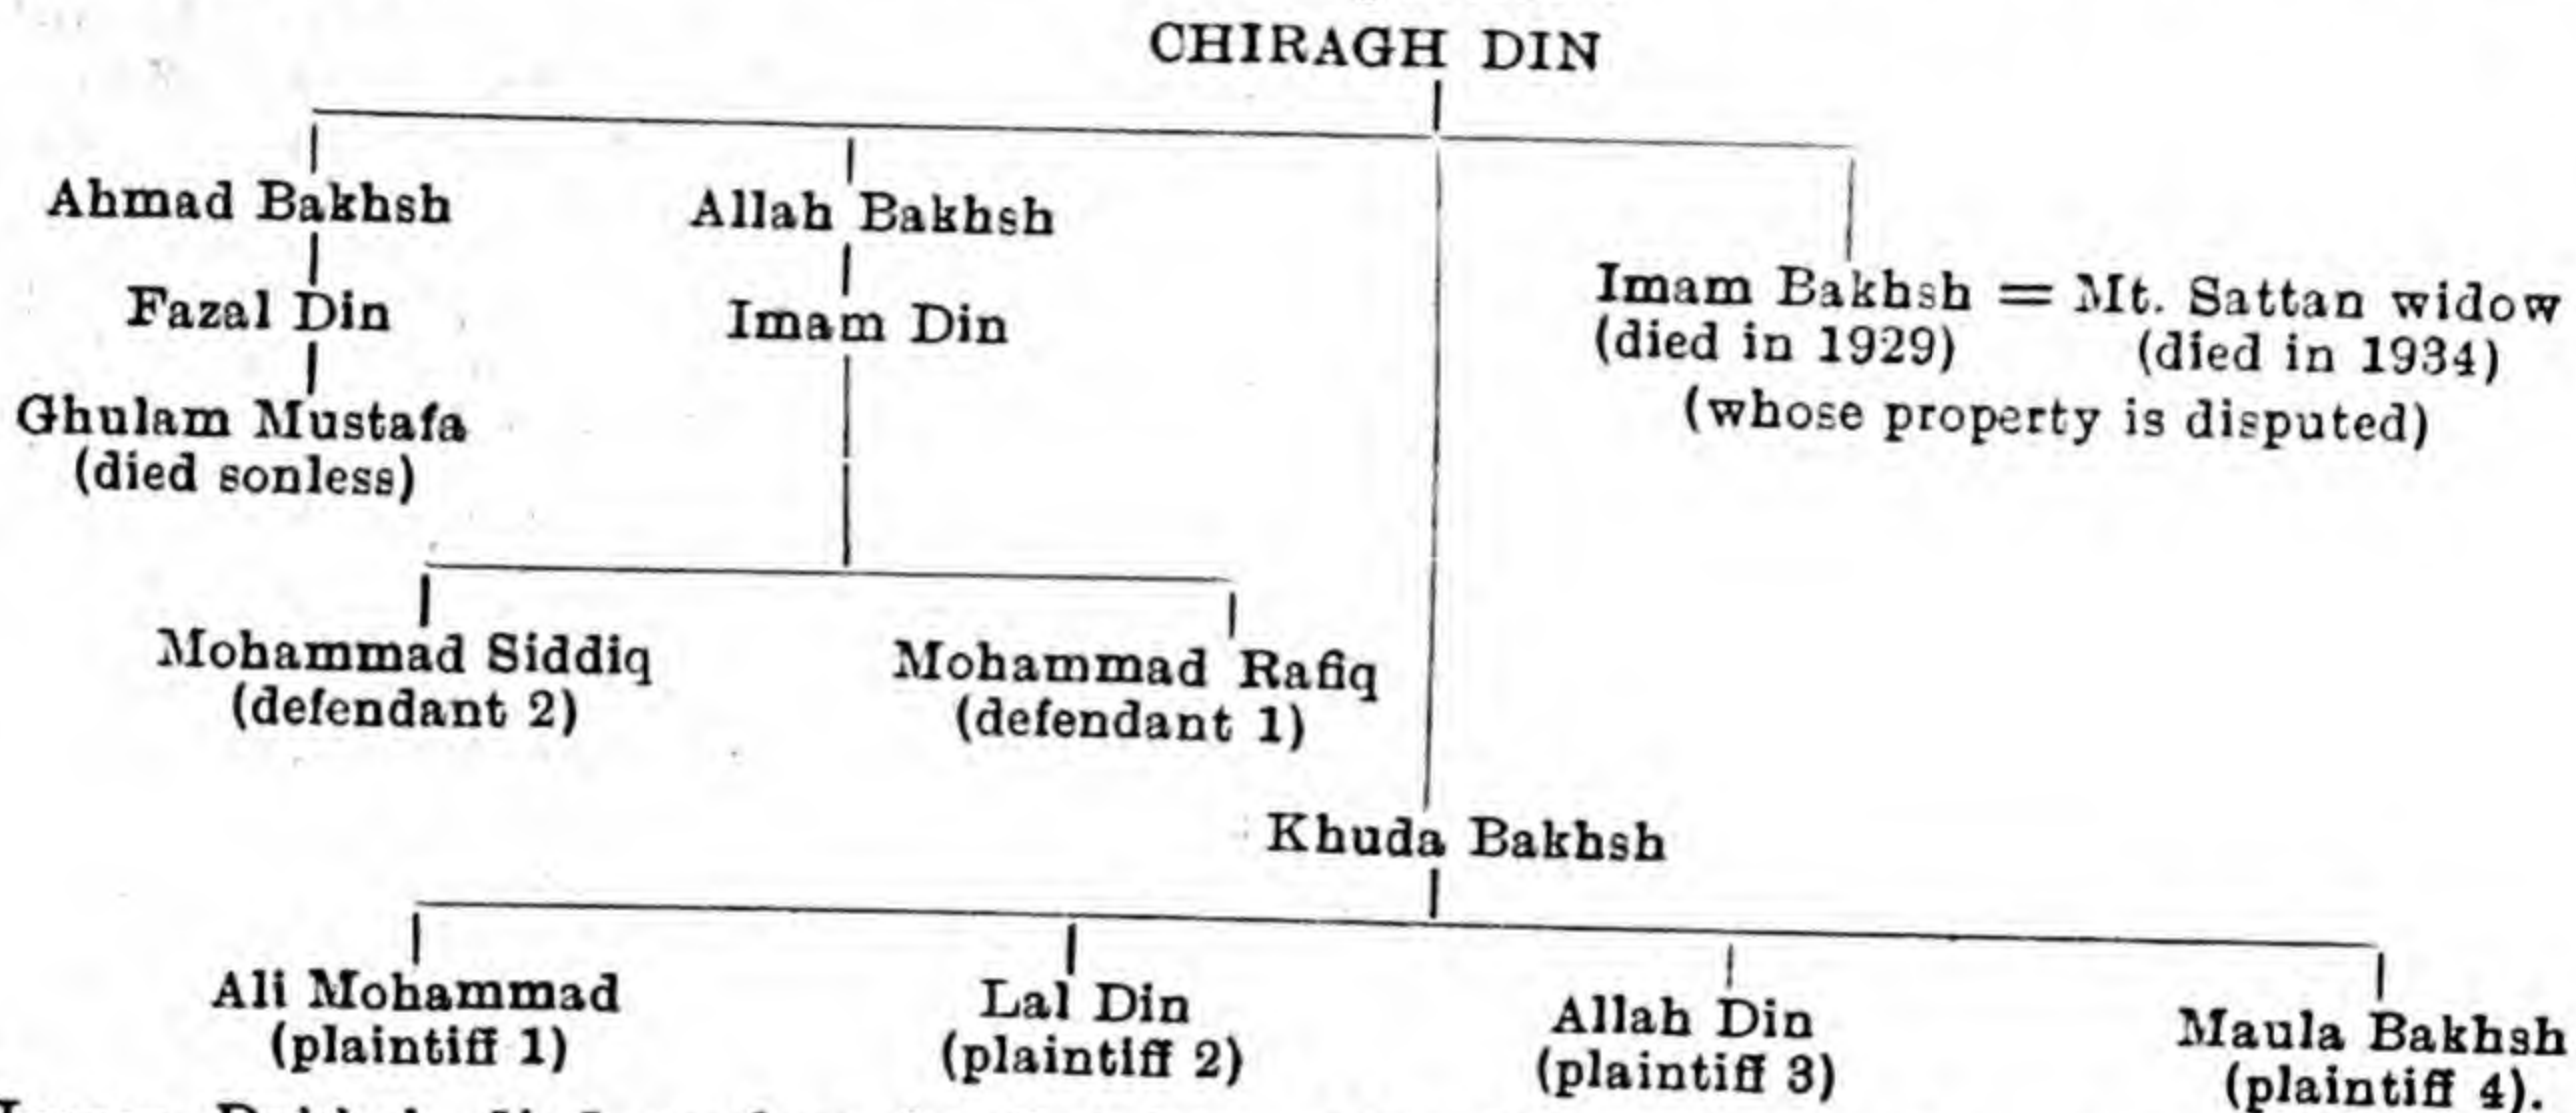 CHIRAGH DIN
Ahmad Bakhsh
Allah Bakhsh
Imam Bakhsh = Mt. Sattan widow
(died in 1929) (died in 1934)
(whose property is disputed)
Fazal Din
Imam Din
Ghulam Mustafa
(died sonless)
Mohammad Siddiq
(defendant 2)
Mohammad Rafiq
(defendant 1)
Khuda Bakhsh
Ali Mohammad
(plaintiff 1)
Lal Din
(plaintiff 2)
Allah Din
(plaintiff 3)
Maula Bakhsh
(plaintiff 4).